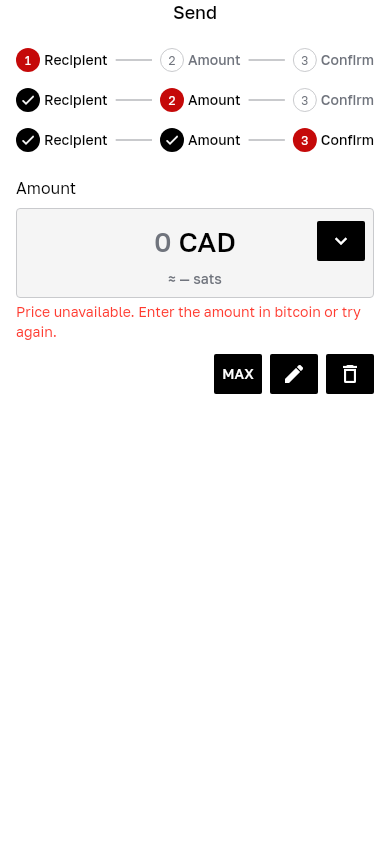 Send
1 Recipient 2 Amount 3 Confirm
Recipient 2 Amount 3 Confirm
Recipient Amount 3 Confirm
Amount
0 CAD
≈ — sats
Price unavailable. Enter the amount in bitcoin or try
again.
MAX